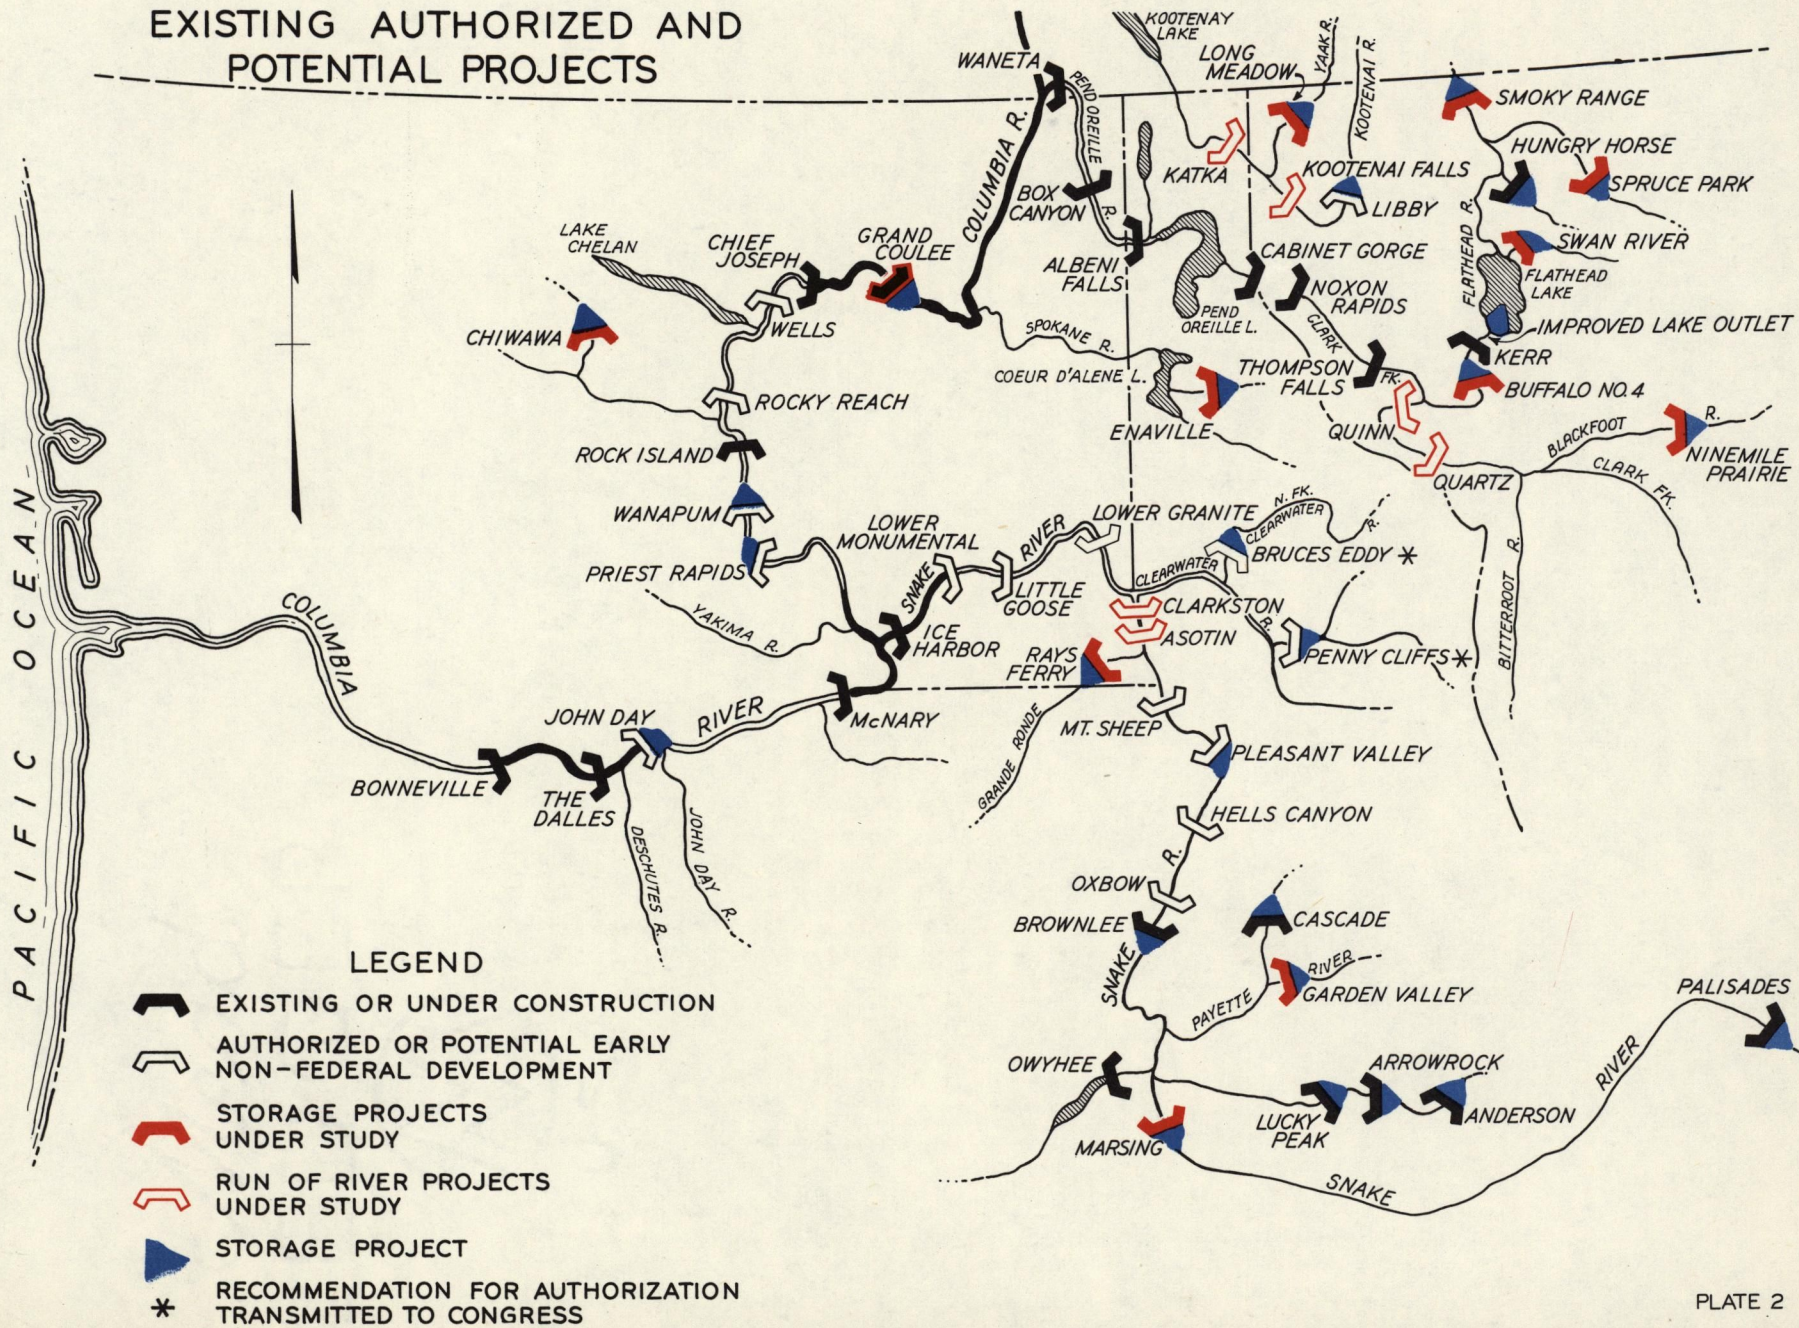 EXISTING AUTHORIZED AND
POTENTIAL PROJECTS
KOOTENAY
LAKE
LONG
MEADOW
YAAK R.
KOOTENAI R.
WANETA
PEND OREILLE
R.
COLUMBIA R.
SMOKY RANGE
HUNGRY HORSE
SPRUCE PARK
KATKA
KOOTENAI FALLS
LIBBY
BOX
CANYON
FLATHEAD R.
SWAN RIVER
FLATHEAD
LAKE
LAKE
CHELAN
CHIEF
JOSEPH
GRAND
COULEE
ALBENI
FALLS
CABINET GORGE
NOXON
RAPIDS
PEND
OREILLE L.
IMPROVED LAKE OUTLET
KERR
BUFFALO NO. 4
CHIWAWA
WELLS
SPOKANE R.
COEUR D'ALENE L.
CLARK
FK.
THOMPSON
FALLS
ROCKY REACH
ENAVILLE
QUINN
QUARTZ
BLACKFOOT
R.
NINEMILE
PRAIRIE
CLARK FK.
ROCK ISLAND
WANAPUM
PRIEST RAPIDS
LOWER
MONUMENTAL
SNAKE
RIVER
LITTLE
GOOSE
LOWER GRANITE
N. FK.
CLEARWATER
R.
BRUCES EDDY *
CLEARWATER
R.
CLARKSTON
ASOTIN
PENNY CLIFFS *
BITTERROOT R.
PACIFIC OCEAN
COLUMBIA
RIVER
YAKIMA R.
ICE
HARBOR
RAYS
FERRY
McNARY
GRANDE RONDE
MT. SHEEP
PLEASANT VALLEY
JOHN DAY
BONNEVILLE
THE
DALLES
DESCHUTES R.
JOHN DAY R.
HELLS CANYON
R.
OXBOW
BROWNLEE
SNAKE
CASCADE
RIVER
GARDEN VALLEY
PAYETTE
PALISADES
OWYHEE
ARROWROCK
LUCKY
PEAK
ANDERSON
MARSING
SNAKE
RIVER
LEGEND
EXISTING OR UNDER CONSTRUCTION
AUTHORIZED OR POTENTIAL EARLY
NON-FEDERAL DEVELOPMENT
STORAGE PROJECTS
UNDER STUDY
RUN OF RIVER PROJECTS
UNDER STUDY
STORAGE PROJECT
* RECOMMENDATION FOR AUTHORIZATION
TRANSMITTED TO CONGRESS
PLATE 2